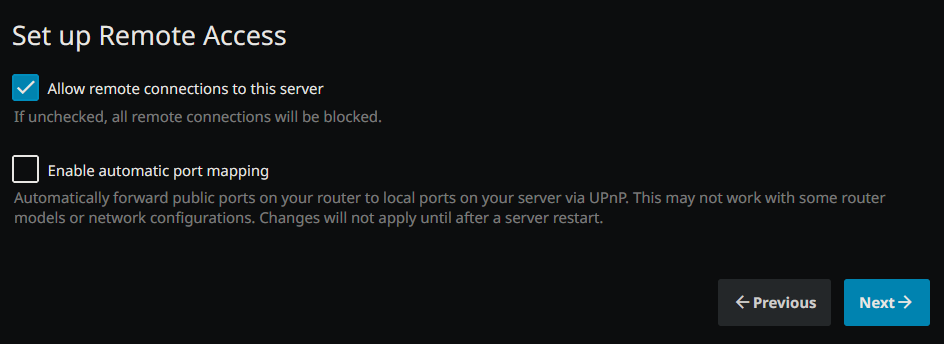 Set up Remote Access
Allow remote connections to this server
If unchecked, all remote connections will be blocked.
Enable automatic port mapping
Automatically forward public ports on your router to local ports on your server via UPnP. This may not work with some router
models or network configurations. Changes will not apply until after a server restart.
Previous
Next